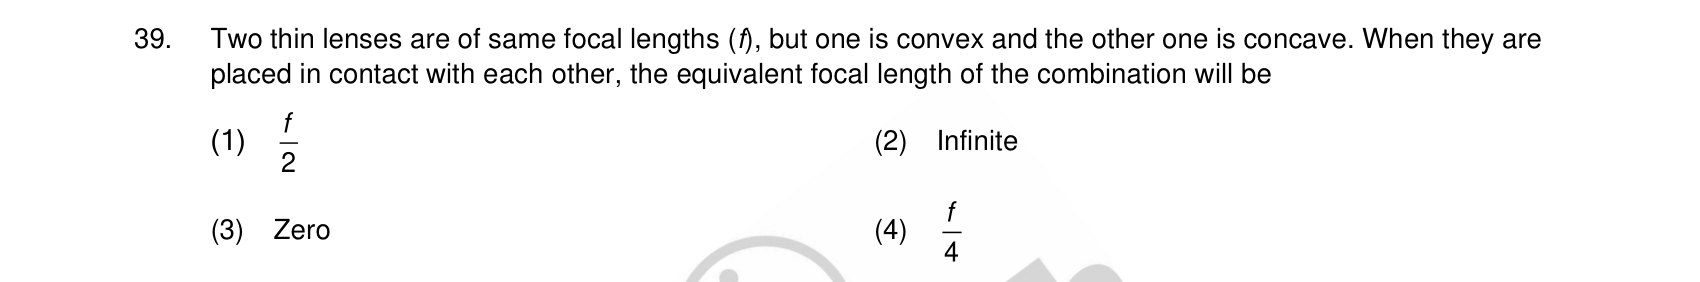 39. Two thin lenses are of same focal lengths (f), but one is convex and the other one is concave. When they are
placed in contact with each other, the equivalent focal length of the combination will be
(1) f/2 (2) Infinite
(3) Zero (4) f/4